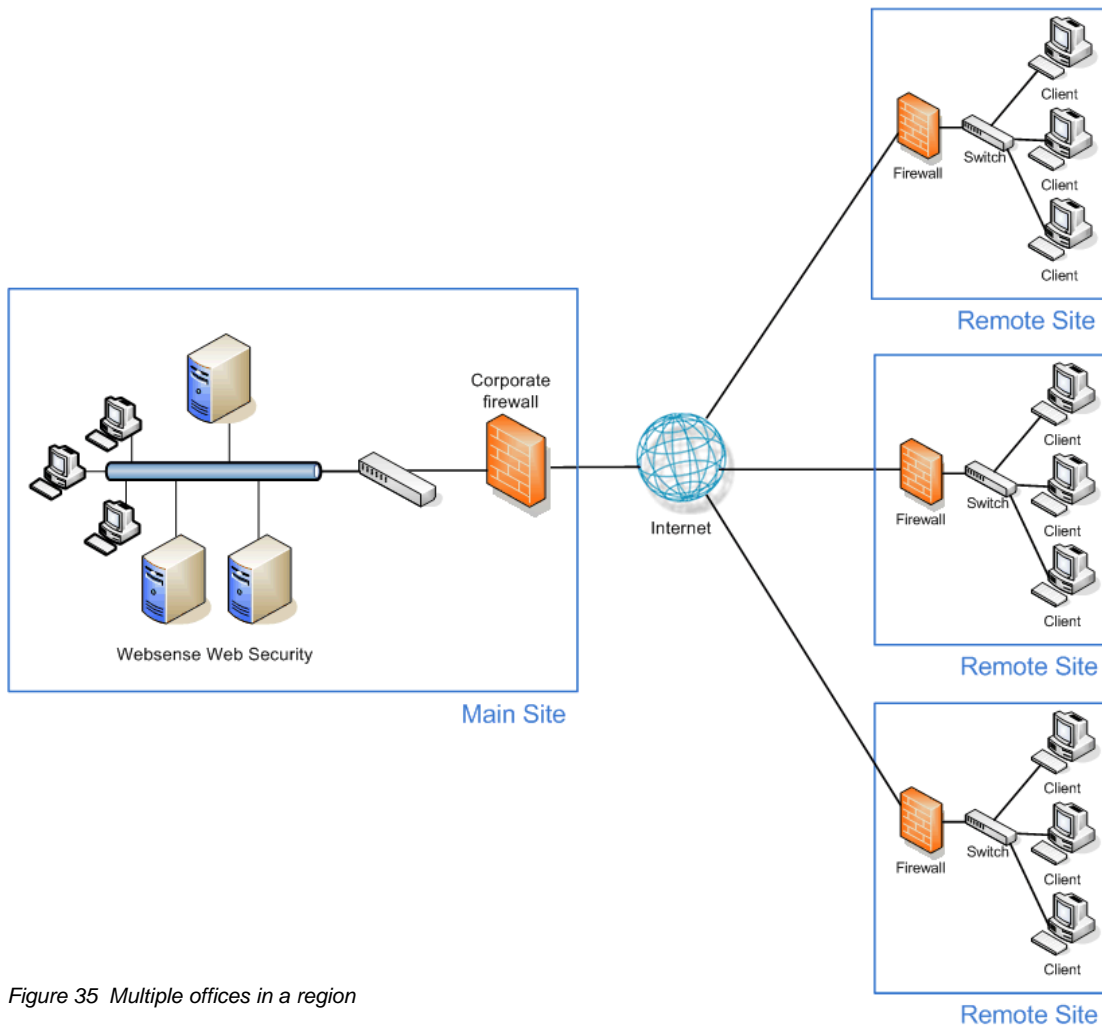 Client
Client
Client
Firewall
Switch
Remote Site
Corporate
firewall
Internet
Websense Web Security
Main Site
Client
Client
Client
Firewall
Switch
Remote Site
Client
Client
Client
Firewall
Switch
Remote Site
Figure 35 Multiple offices in a region